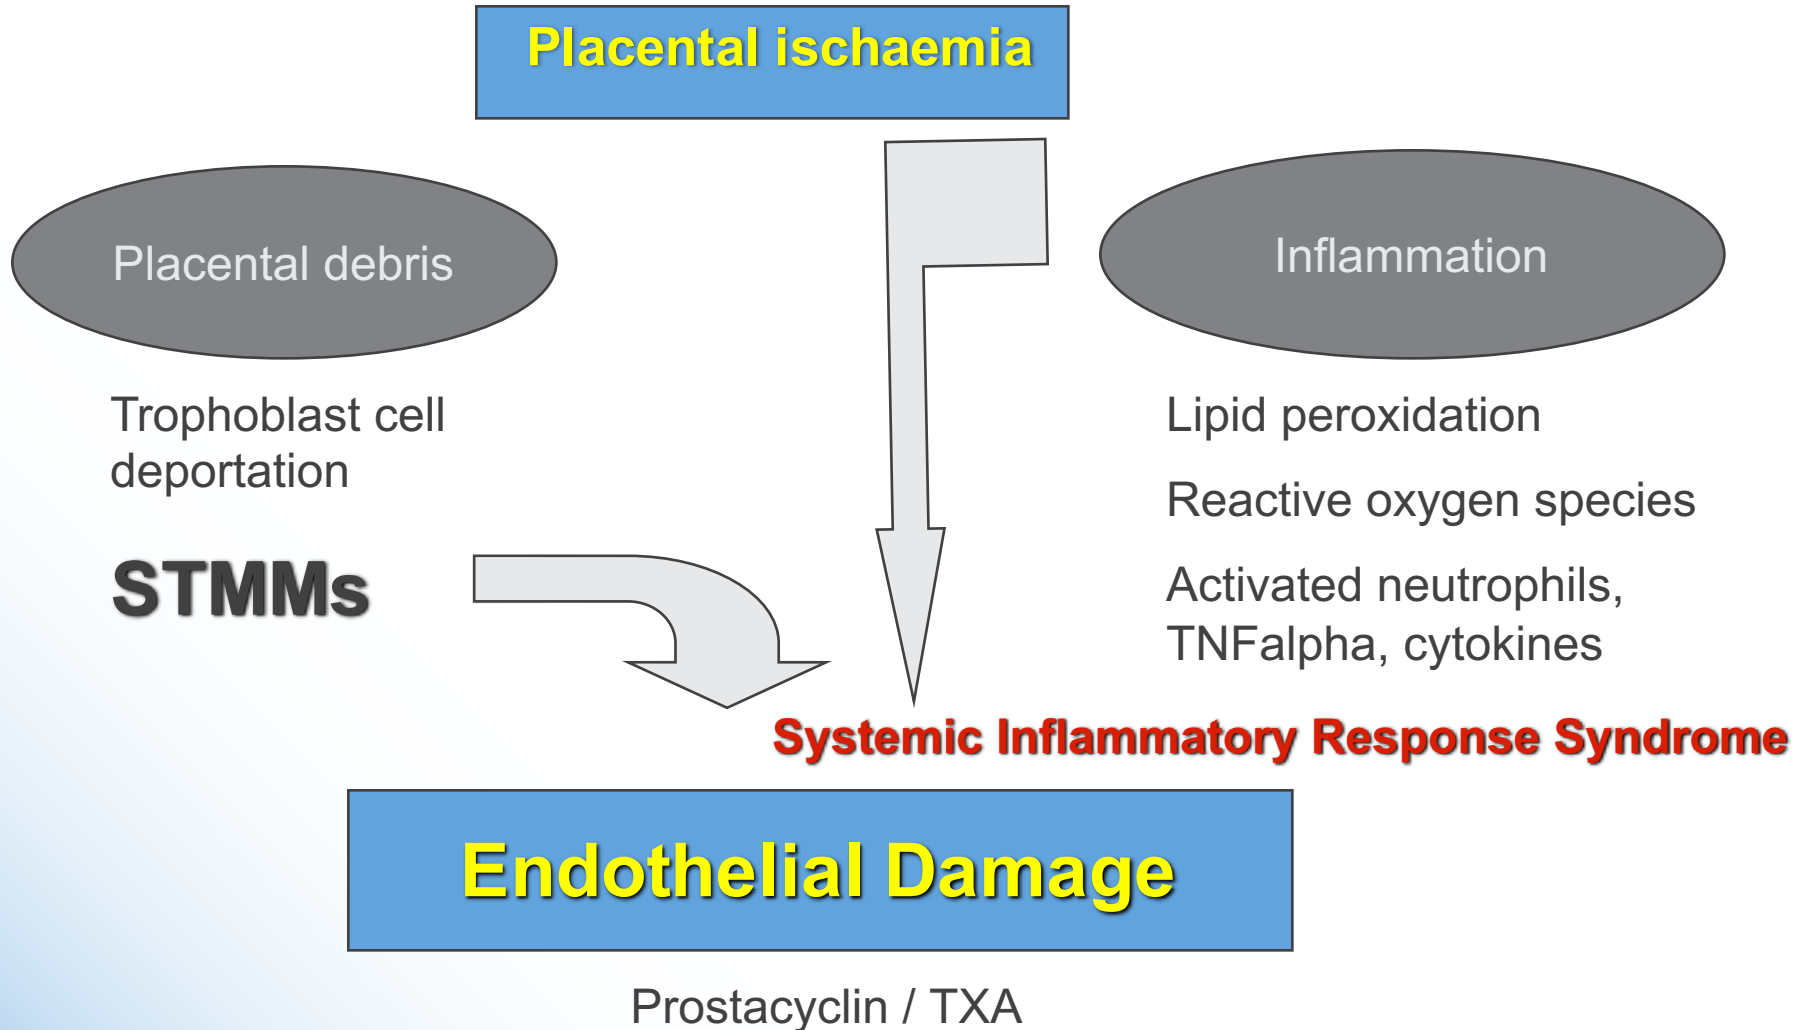 Placental ischaemia
Placental debris
Inflammation
Trophoblast cell
deportation
STMMs
Lipid peroxidation
Reactive oxygen species
Activated neutrophils,
TNFalpha, cytokines
Systemic Inflammatory Response Syndrome
Endothelial Damage
Prostacyclin / TXA